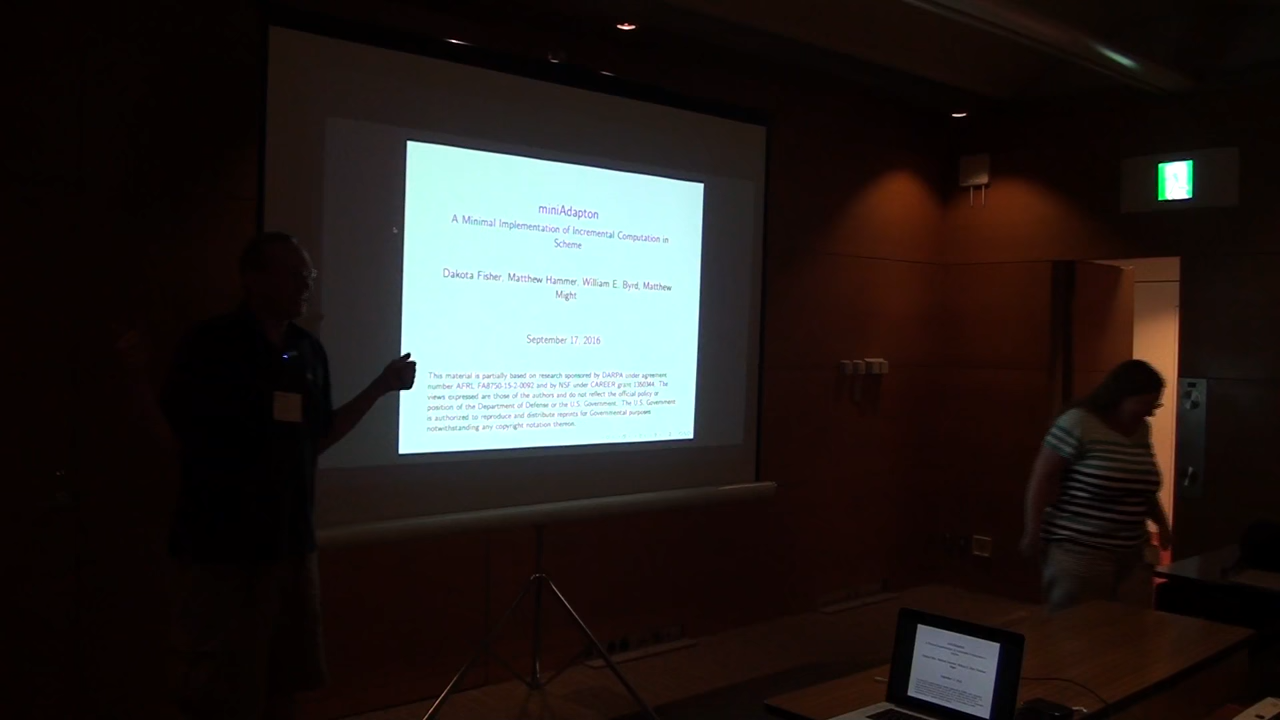 miniAdapton
A Minimal Implementation of Incremental Computation in
Scheme
Dakota Fisher, Matthew Hammer, William E. Byrd, Matthew
Might
September 17, 2016
This material is partially based on research sponsored by DARPA under agreement
number AFRL FA8750-15-2-0092 and by NSF under CAREER grant 1350344. The
views expressed are those of the authors and do not reflect the official policy or
position of the Department of Defense or the U.S. Government. The U.S. Government
is authorized to reproduce and distribute reprints for Governmental purposes
notwithstanding any copyright notation thereon.